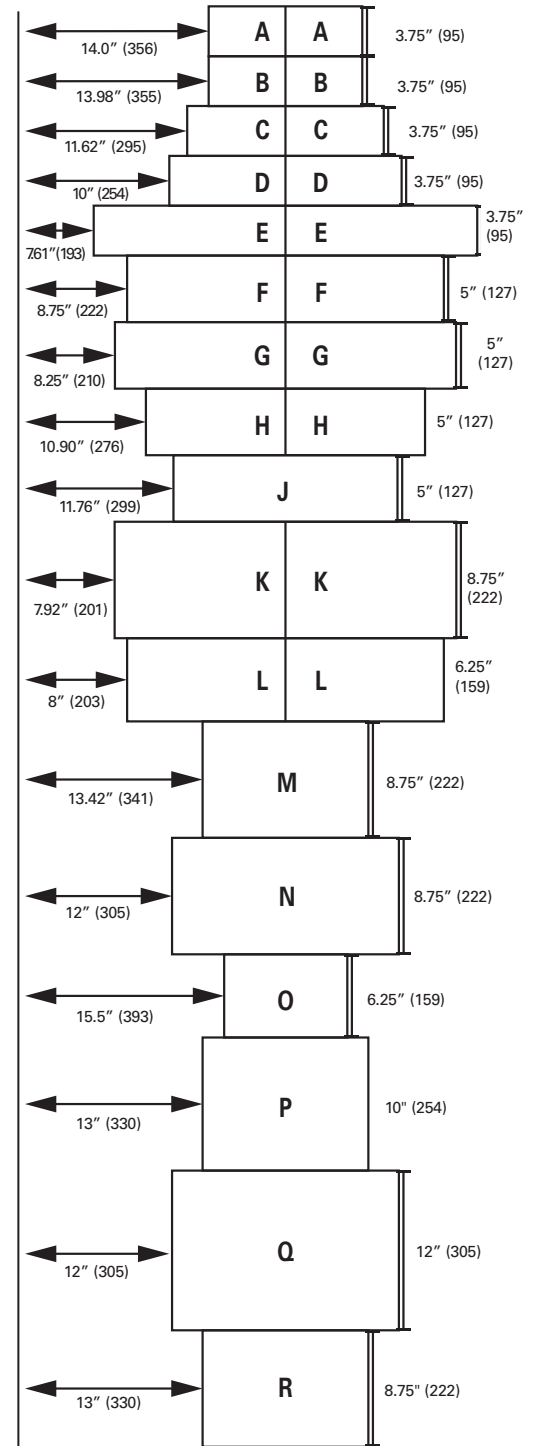 A A 3.75" (95)
14.0" (356)
B B 3.75" (95)
13.98" (355)
C C 3.75" (95)
11.62" (295)
D D 3.75" (95)
10" (254)
E E 3.75"
(95)
7.61"(193)
F F 5" (127)
8.75" (222)
G G 5"
(127)
8.25" (210)
H H 5" (127)
10.90" (276)
J 5" (127)
11.76" (299)
K K 8.75"
(222)
7.92" (201)
L L 6.25"
(159)
8" (203)
M 8.75" (222)
13.42" (341)
N 8.75" (222)
12" (305)
O 6.25" (159)
15.5" (393)
P 10" (254)
13" (330)
Q 12" (305)
12" (305)
R 8.75" (222)
13" (330)